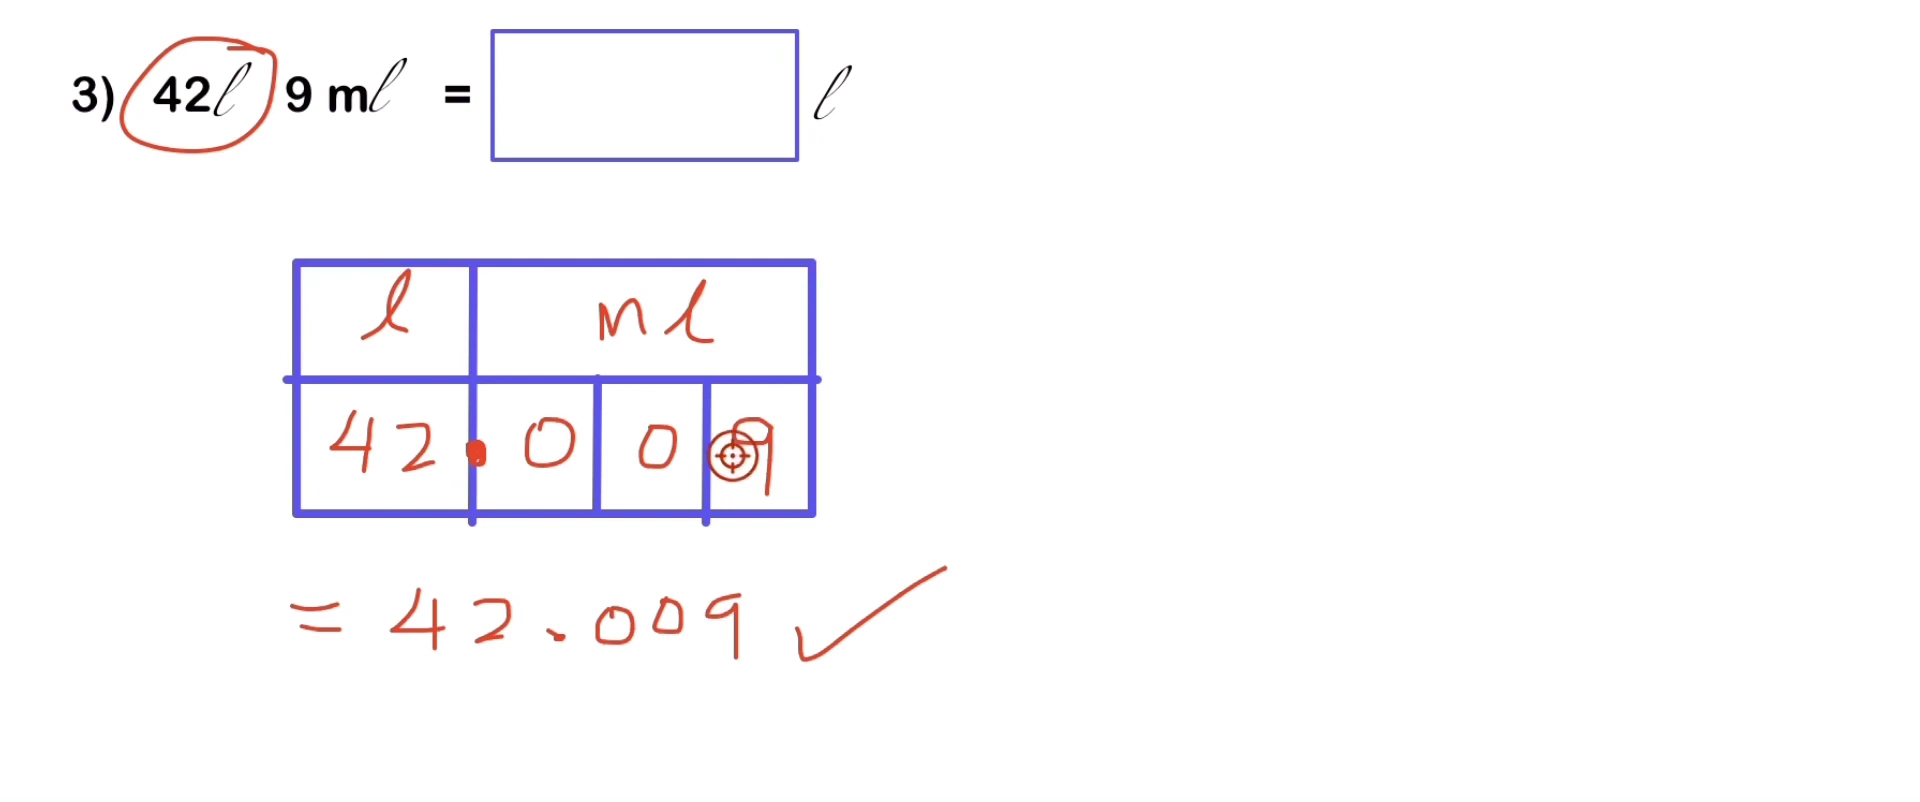 3) 42ℓ 9 mℓ = ℓ
l ml
42 . 0 0 9
= 42.009 ✓